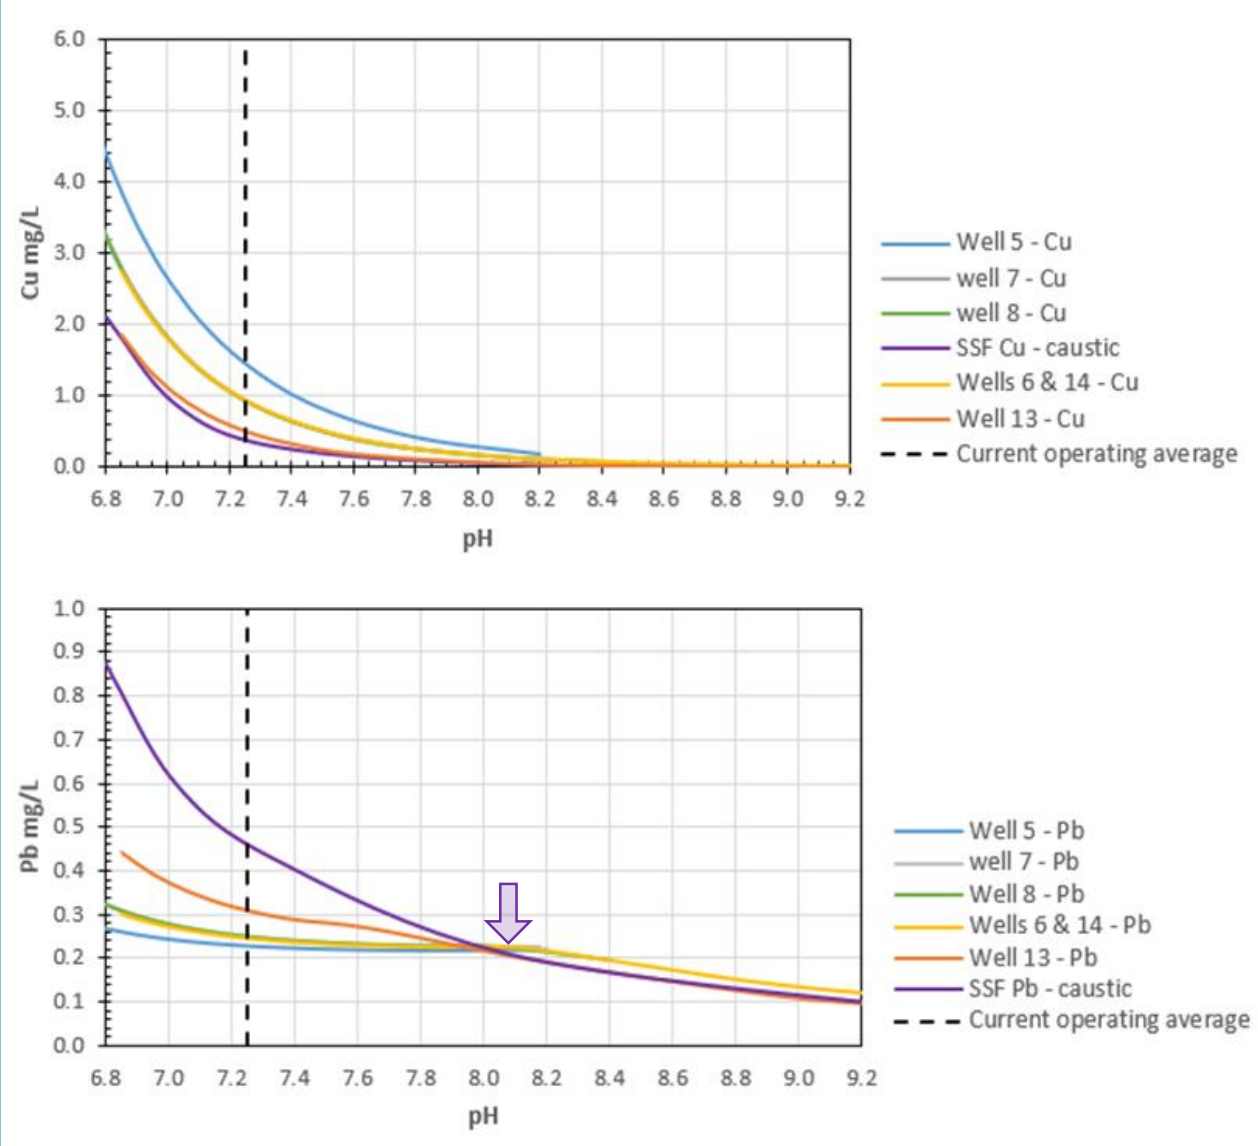 6.0
5.0
4.0
3.0
2.0
1.0
0.0
Cu mg/L
6.8 7.0 7.2 7.4 7.6 7.8 8.0 8.2 8.4 8.6 8.8 9.0 9.2
pH
Well 5 - Cu
well 7 - Cu
well 8 - Cu
SSF Cu - caustic
Wells 6 & 14 - Cu
Well 13 - Cu
Current operating average
1.0
0.9
0.8
0.7
0.6
0.5
0.4
0.3
0.2
0.1
0.0
Pb mg/L
6.8 7.0 7.2 7.4 7.6 7.8 8.0 8.2 8.4 8.6 8.8 9.0 9.2
pH
Well 5 - Pb
well 7 - Pb
Well 8 - Pb
Wells 6 & 14 - Pb
Well 13 - Pb
SSF Pb - caustic
Current operating average